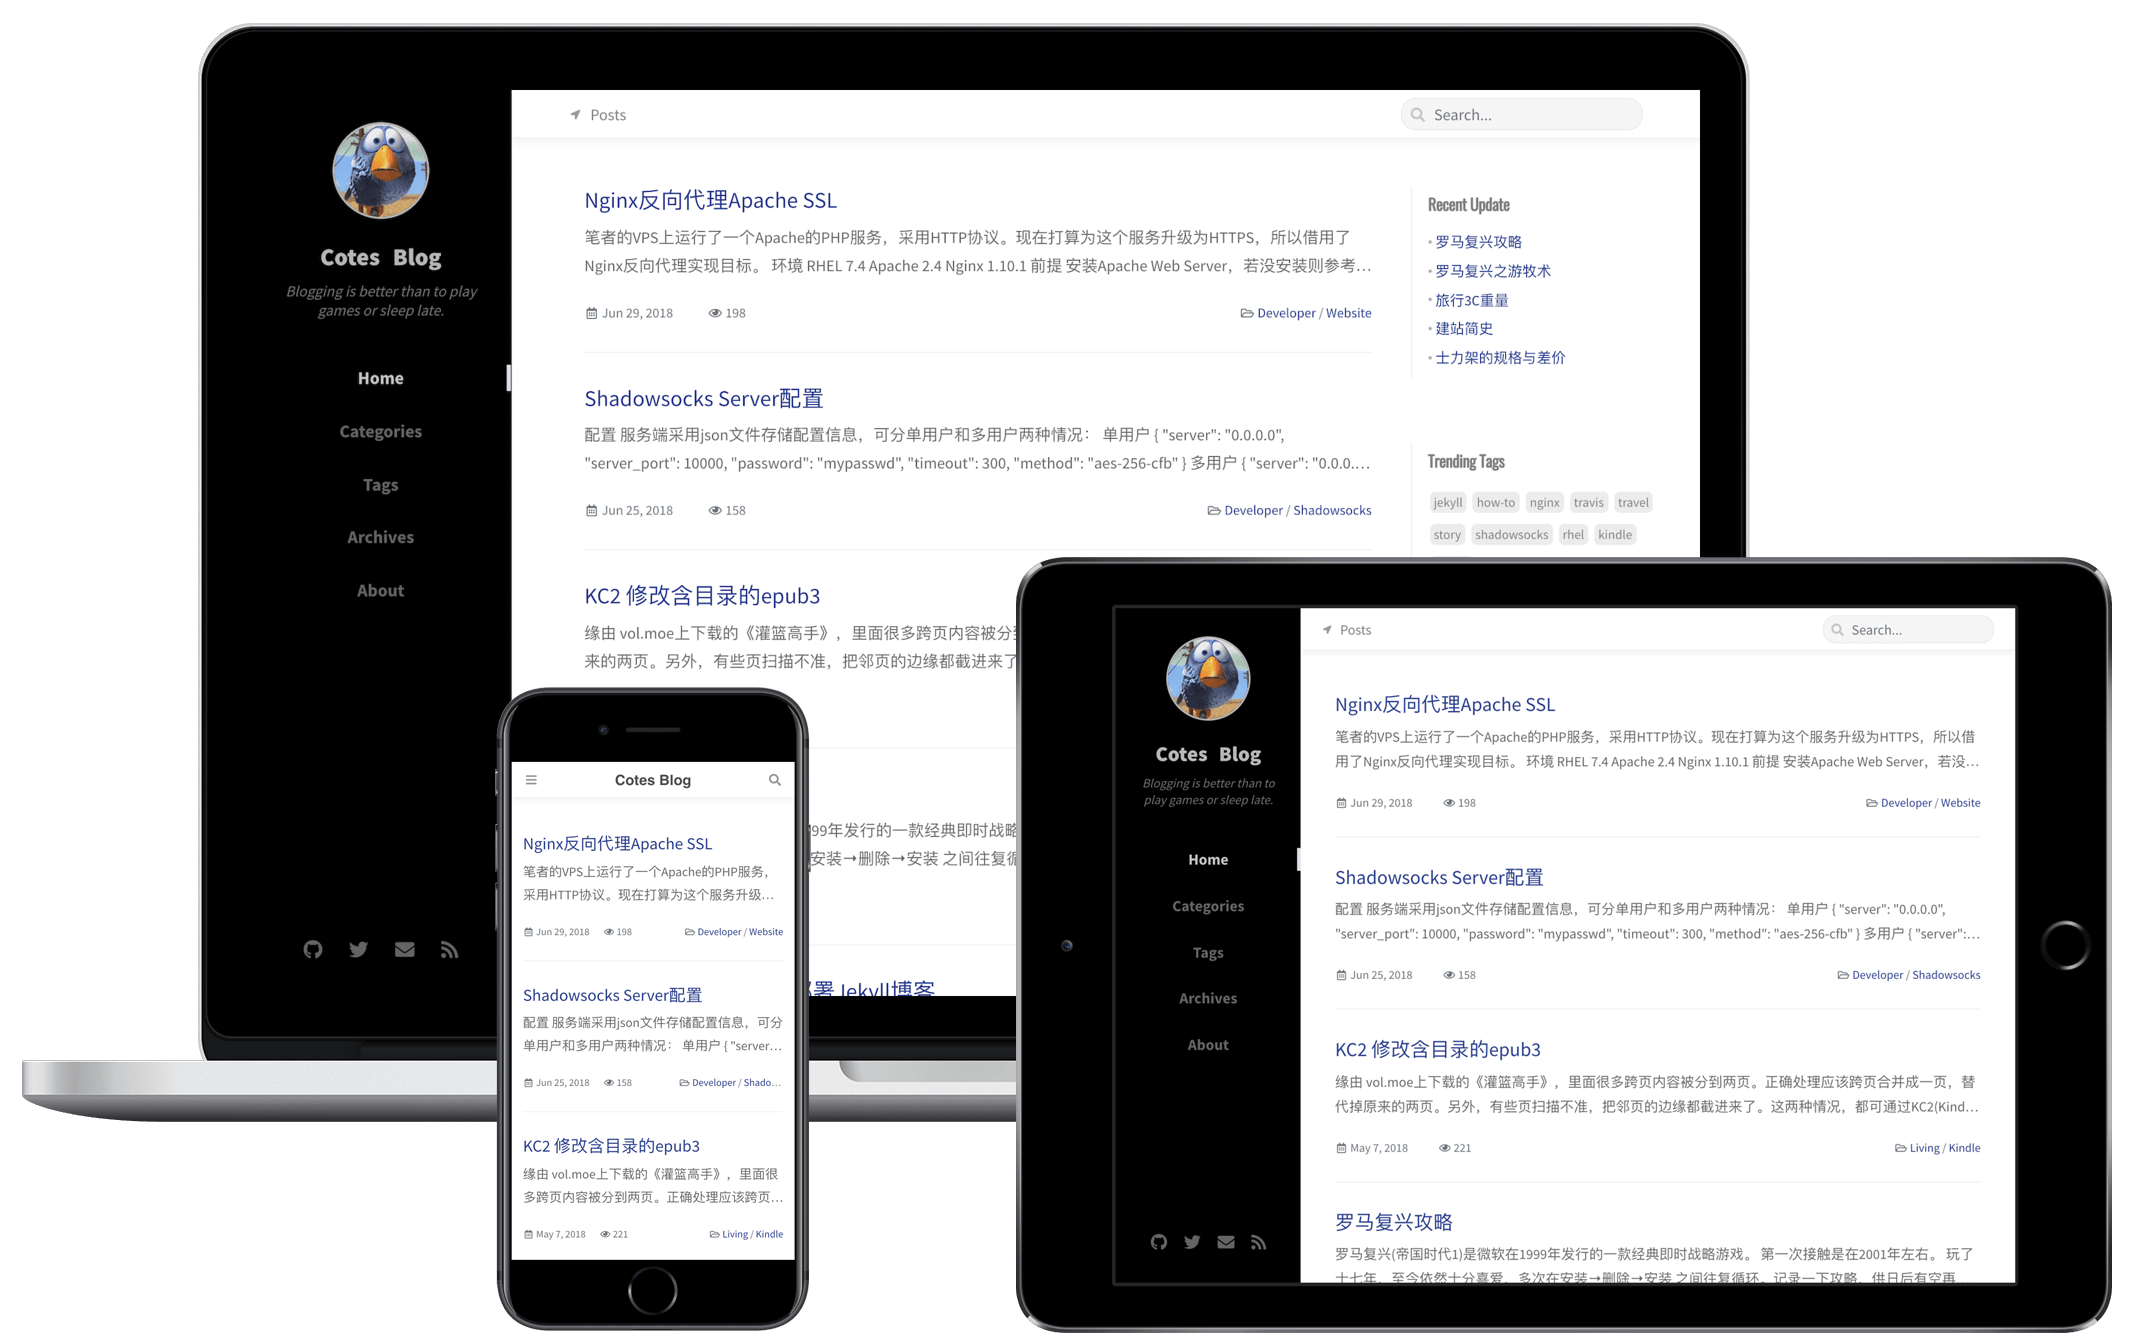 Cotes Blog
Blogging is better than to play
games or sleep late.
Home
Categories
Tags
Archives
About
Posts
Search...
Nginx反向代理Apache SSL
笔者的VPS上运行了一个Apache的PHP服务，采用HTTP协议。现在打算为这个服务升级为HTTPS，所以借用了
Nginx反向代理实现目标。 环境 RHEL 7.4 Apache 2.4 Nginx 1.10.1 前提 安装Apache Web Server，若没安装则参考…
Jun 29, 2018 198 Developer / Website
Shadowsocks Server配置
配置 服务端采用json文件存储配置信息，可分单用户和多用户两种情况： 单用户 { "server": "0.0.0.0",
"server_port": 10000, "password": "mypasswd", "timeout": 300, "method": "aes-256-cfb" } 多用户 { "server": "0.0.0.…
Jun 25, 2018 158 Developer / Shadowsocks
KC2 修改含目录的epub3
缘由 vol.moe上下载的《灌篮高手》，里面很多跨页内容被分
来的两页。另外，有些页扫描不准，把邻页的边缘都截进来了
99年发行的一款经典即时战略
安装→删除→安装 之间往复循
署 Jekyll博客
Recent Update
罗马复兴攻略
罗马复兴之游牧术
旅行3C重量
建站简史
士力架的规格与差价
Trending Tags
jekyll how-to nginx travis travel
story shadowsocks rhel kindle
Cotes Blog
Nginx反向代理Apache SSL
笔者的VPS上运行了一个Apache的PHP服务，
采用HTTP协议。现在打算为这个服务升级…
Jun 29, 2018 198 Developer / Website
Shadowsocks Server配置
配置 服务端采用json文件存储配置信息，可分
单用户和多用户两种情况： 单用户 { "server…
Jun 25, 2018 158 Developer / Shado…
KC2 修改含目录的epub3
缘由 vol.moe上下载的《灌篮高手》，里面很
多跨页内容被分到两页。正确处理应该跨页…
May 7, 2018 221 Living / Kindle
Cotes Blog
Blogging is better than to
play games or sleep late.
Home
Categories
Tags
Archives
About
Posts
Search...
Nginx反向代理Apache SSL
笔者的VPS上运行了一个Apache的PHP服务，采用HTTP协议。现在打算为这个服务升级为HTTPS，所以借
用了Nginx反向代理实现目标。 环境 RHEL 7.4 Apache 2.4 Nginx 1.10.1 前提 安装Apache Web Server，若没…
Jun 29, 2018 198 Developer / Website
Shadowsocks Server配置
配置 服务端采用json文件存储配置信息，可分单用户和多用户两种情况： 单用户 { "server": "0.0.0.0",
"server_port": 10000, "password": "mypasswd", "timeout": 300, "method": "aes-256-cfb" } 多用户 { "server":…
Jun 25, 2018 158 Developer / Shadowsocks
KC2 修改含目录的epub3
缘由 vol.moe上下载的《灌篮高手》，里面很多跨页内容被分到两页。正确处理应该跨页合并成一页，替
代掉原来的两页。另外，有些页扫描不准，把邻页的边缘都截进来了。这两种情况，都可通过KC2(Kind…
May 7, 2018 221 Living / Kindle
罗马复兴攻略
罗马复兴(帝国时代1)是微软在1999年发行的一款经典即时战略游戏。 第一次接触是在2001年左右。 玩了
十七年，至今依然十分喜爱，多次在安装→删除→安装 之间往复循环。记录一下攻略，供日后有空再